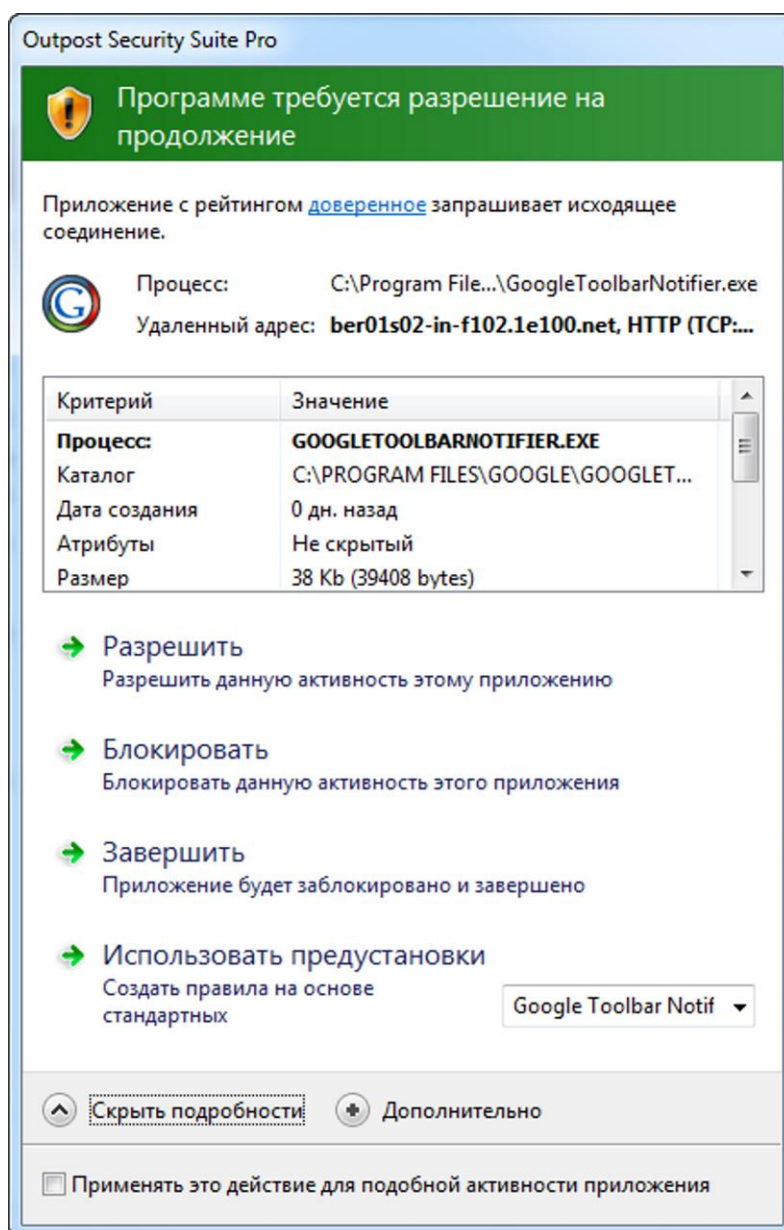 Outpost Security Suite Pro
Программе требуется разрешение на
продолжение
Приложение с рейтингом доверенное запрашивает исходящее
соединение.
Процесс: C:\Program File...\GoogleToolbarNotifier.exe
Удаленный адрес: ber01s02-in-f102.1e100.net, HTTP (TCP:...
Критерий Значение
Процесс: GOOGLETOOLBARNOTIFIER.EXE
Каталог C:\PROGRAM FILES\GOOGLE\GOOGLET...
Дата создания 0 дн. назад
Атрибуты Не скрытый
Размер 38 Kb (39408 bytes)
Разрешить
Разрешить данную активность этому приложению
Блокировать
Блокировать данную активность этого приложения
Завершить
Приложение будет заблокировано и завершено
Использовать предустановки
Создать правила на основе
стандартных
Google Toolbar Notif
Скрыть подробности Дополнительно
Применять это действие для подобной активности приложения